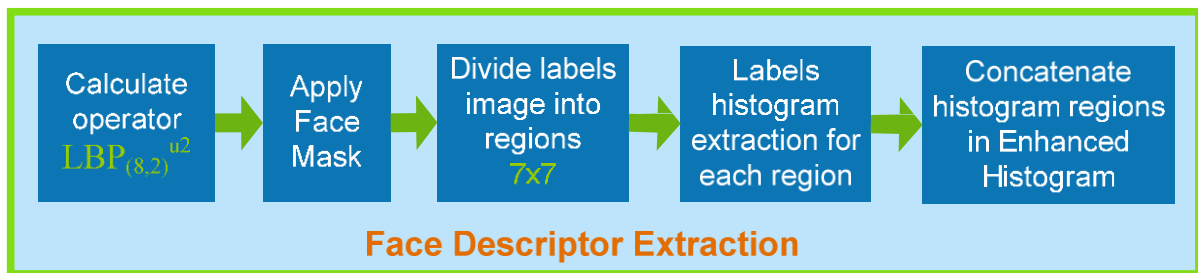 Calculate
operator
LBP(8,2)u2
Apply
Face
Mask
Divide labels
image into
regions
7x7
Labels
histogram
extraction for
each region
Concatenate
histogram regions
in Enhanced
Histogram
Face Descriptor Extraction